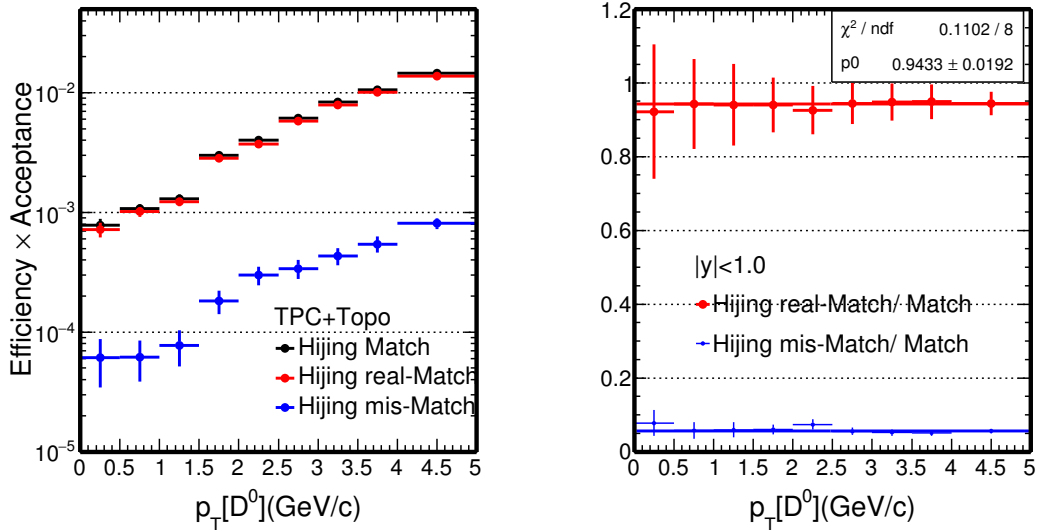 Efficiency × Acceptance
10⁻²
10⁻³
10⁻⁴
10⁻⁵
TPC+Topo
Hijing Match
Hijing real-Match
Hijing mis-Match
0 0.5 1 1.5 2 2.5 3 3.5 4 4.5 5
p_T[D⁰](GeV/c)
χ² / ndf 0.1102 / 8
p0 0.9433 ± 0.0192
1.2
1
0.8
0.6
0.4
0.2
0
|y|<1.0
Hijing real-Match/ Match
Hijing mis-Match/ Match
0 0.5 1 1.5 2 2.5 3 3.5 4 4.5 5
p_T[D⁰](GeV/c)